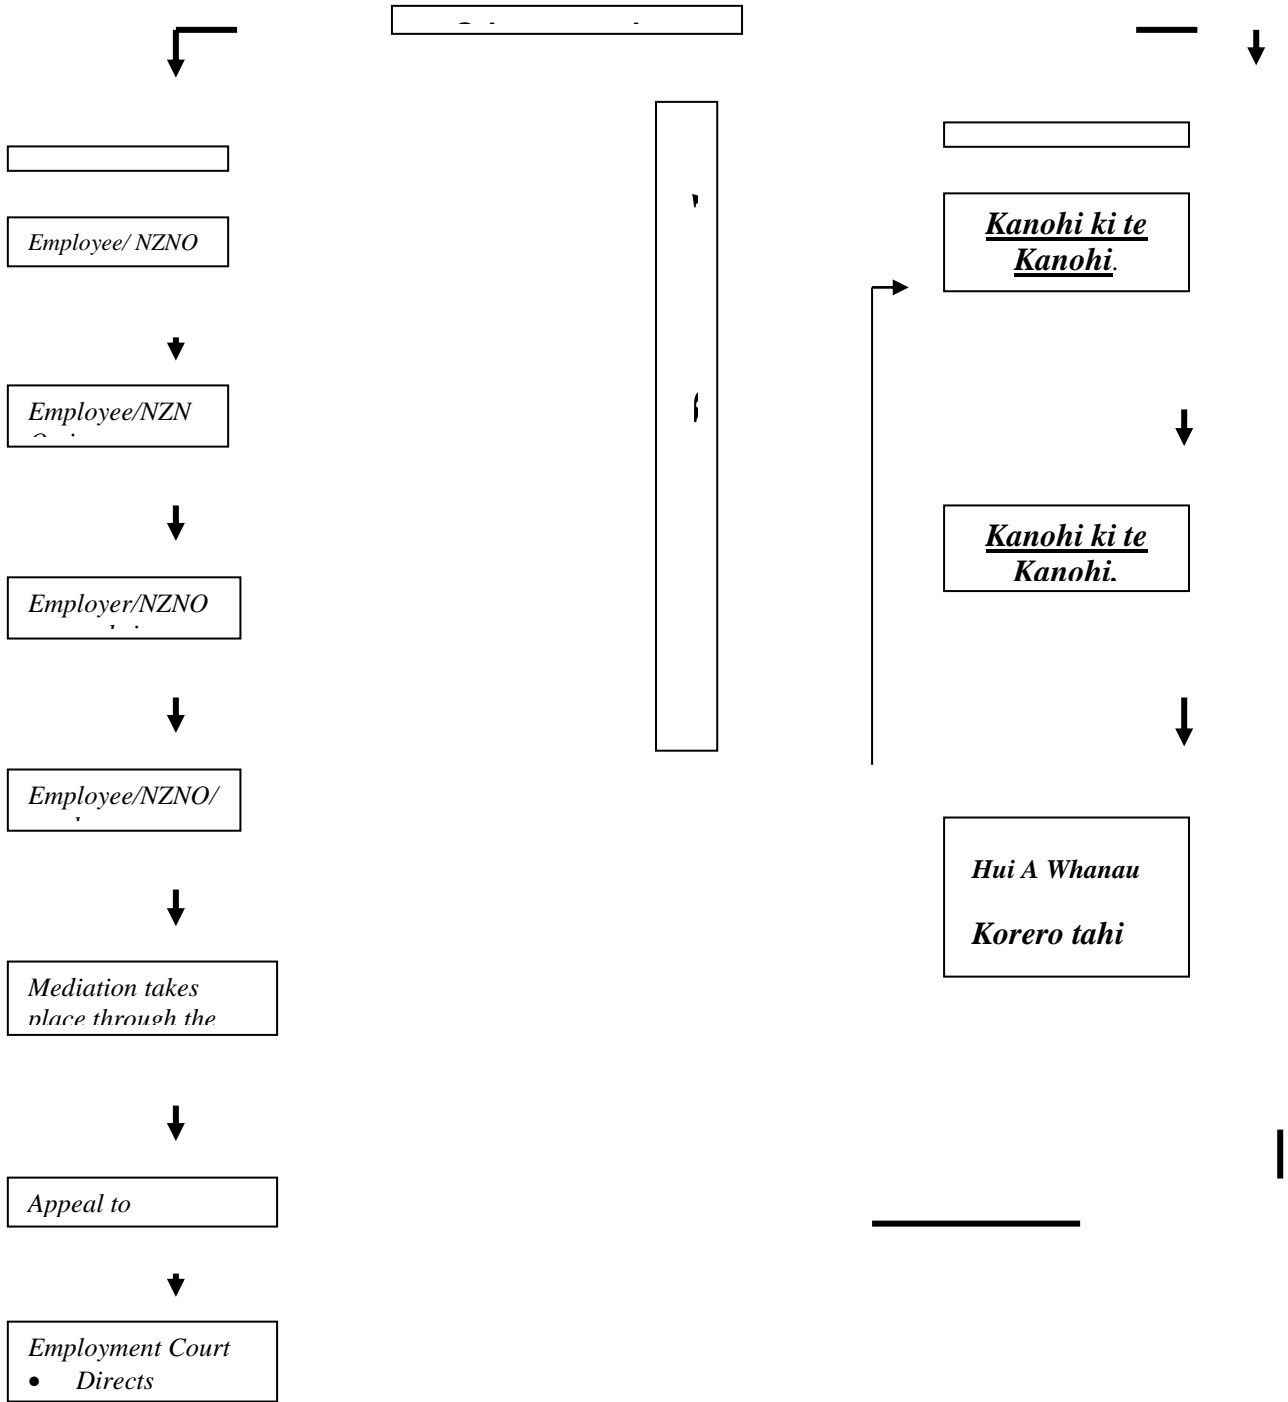 Employee/ NZNO
Employee/NZN
Employer/NZNO
Employee/NZNO/
Mediation takes
place through the
Appeal to
Employment Court
• Directs
Kanohi ki te
Kanohi.
Kanohi ki te
Kanohi.
Hui A Whanau
Korero tahi